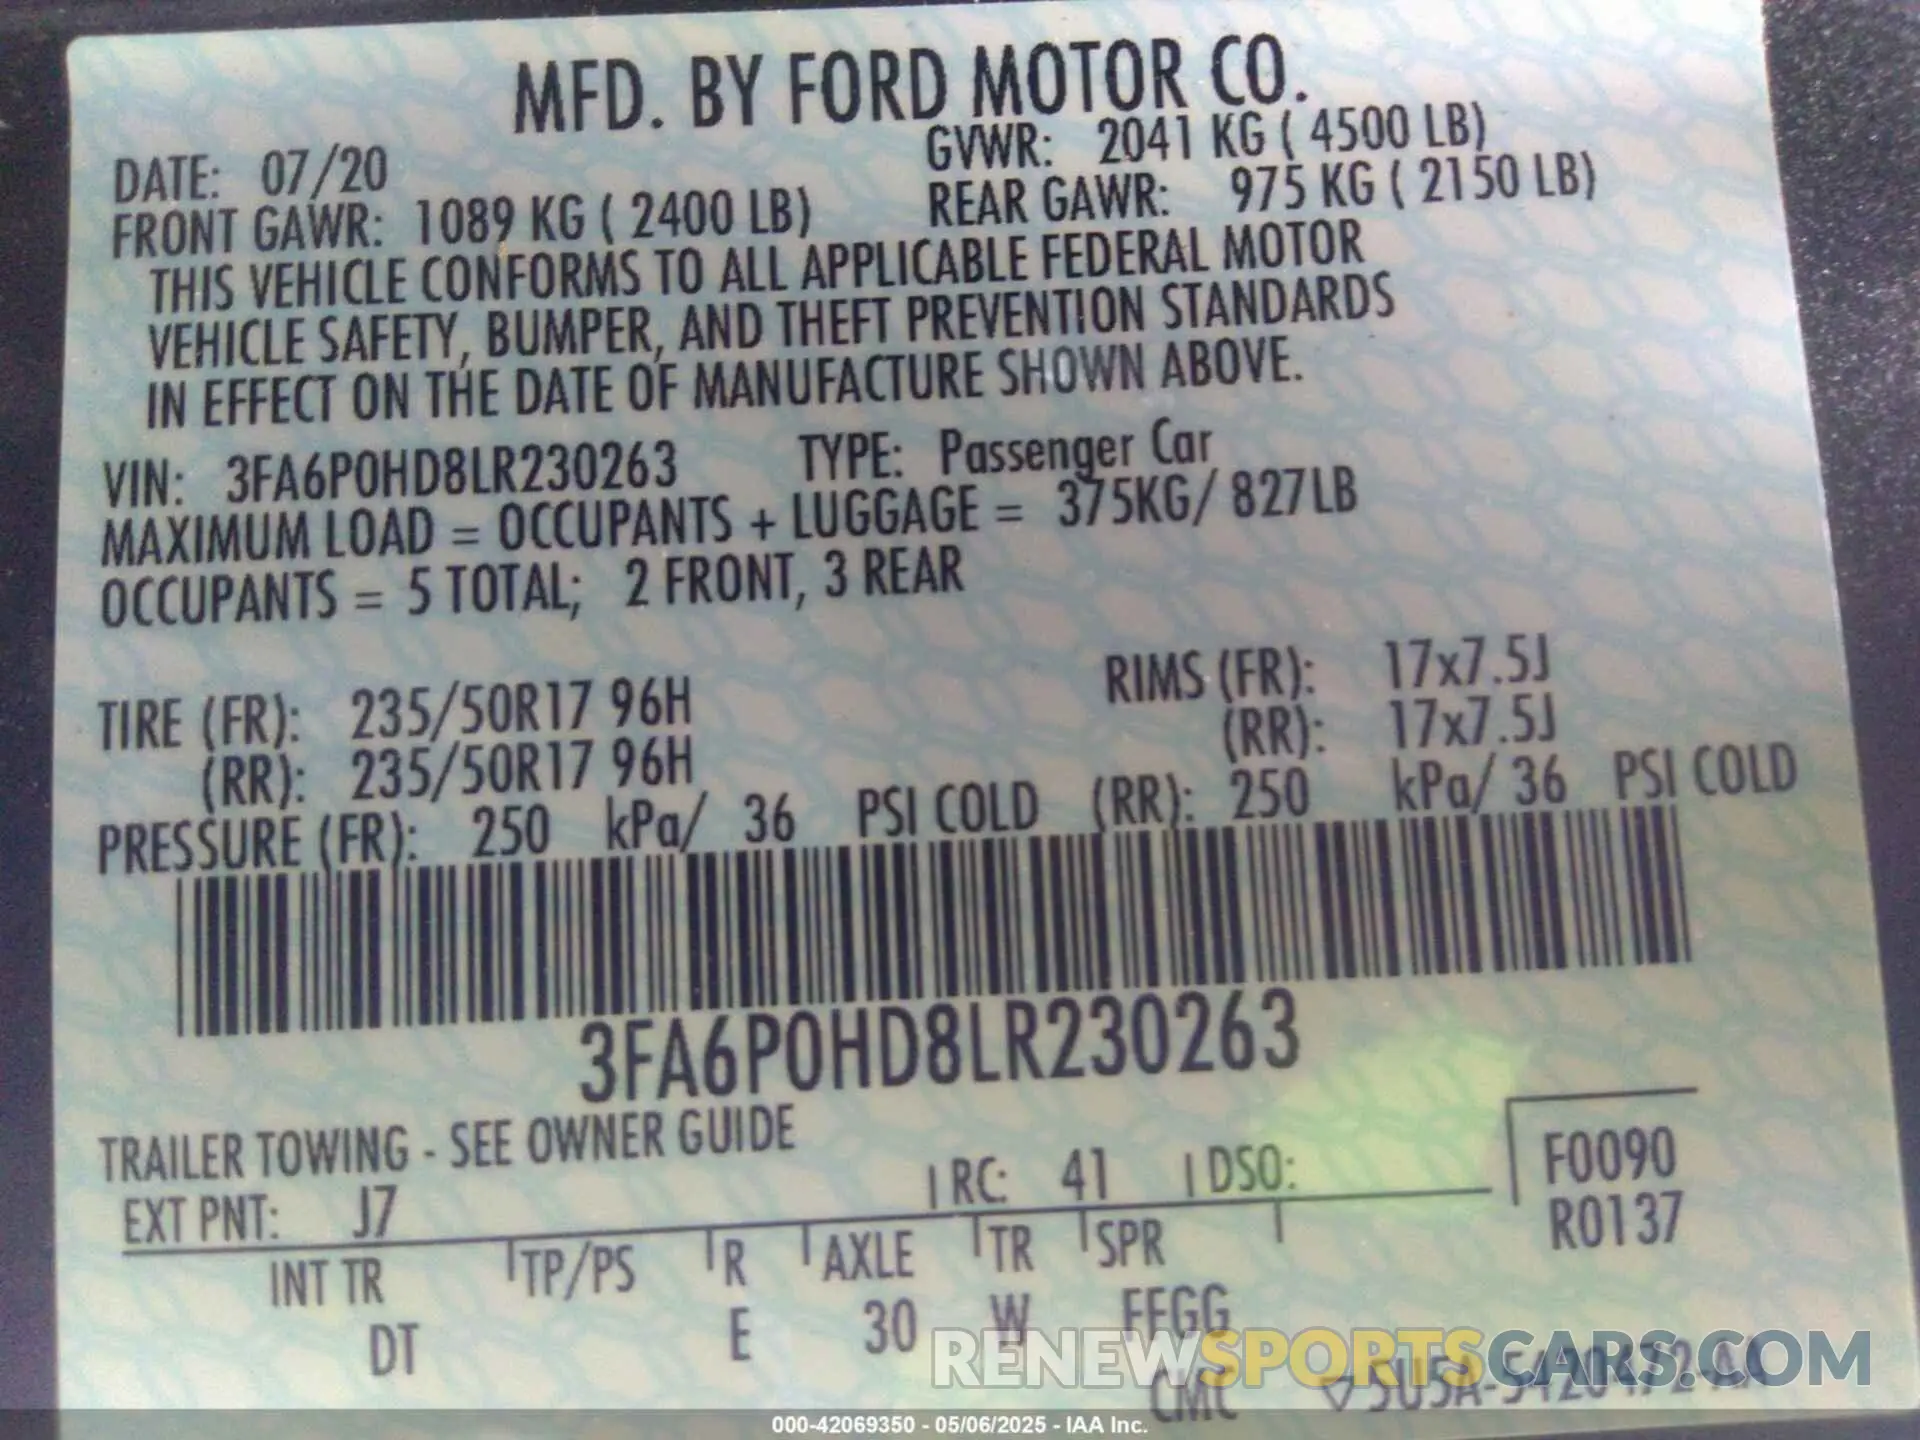 MFD. BY FORD MOTOR CO.
DATE: 07/20 GVWR: 2041 KG ( 4500 LB)
FRONT GAWR: 1089 KG ( 2400 LB) REAR GAWR: 975 KG ( 2150 LB)
THIS VEHICLE CONFORMS TO ALL APPLICABLE FEDERAL MOTOR
VEHICLE SAFETY, BUMPER, AND THEFT PREVENTION STANDARDS
IN EFFECT ON THE DATE OF MANUFACTURE SHOWN ABOVE.
VIN: 3FA6P0HD8LR230263 TYPE: Passenger Car
MAXIMUM LOAD = OCCUPANTS + LUGGAGE = 375KG/ 827LB
OCCUPANTS = 5 TOTAL; 2 FRONT, 3 REAR
TIRE (FR): 235/50R17 96H RIMS (FR): 17x7.5J
(RR): 235/50R17 96H (RR): 17x7.5J
PRESSURE (FR): 250 kPa/ 36 PSI COLD (RR): 250 kPa/ 36 PSI COLD
3FA6P0HD8LR230263
TRAILER TOWING - SEE OWNER GUIDE
EXT PNT: J7 RC: 41 DSO: F0090
R0137
INT TR TP/PS R AXLE TR SPR
DT E 30 W FFGG
RENEWSPORTSCARS.COM
CMC ▽5U5A-5420472-AA
000-42069350 - 05/06/2025 - IAA Inc.